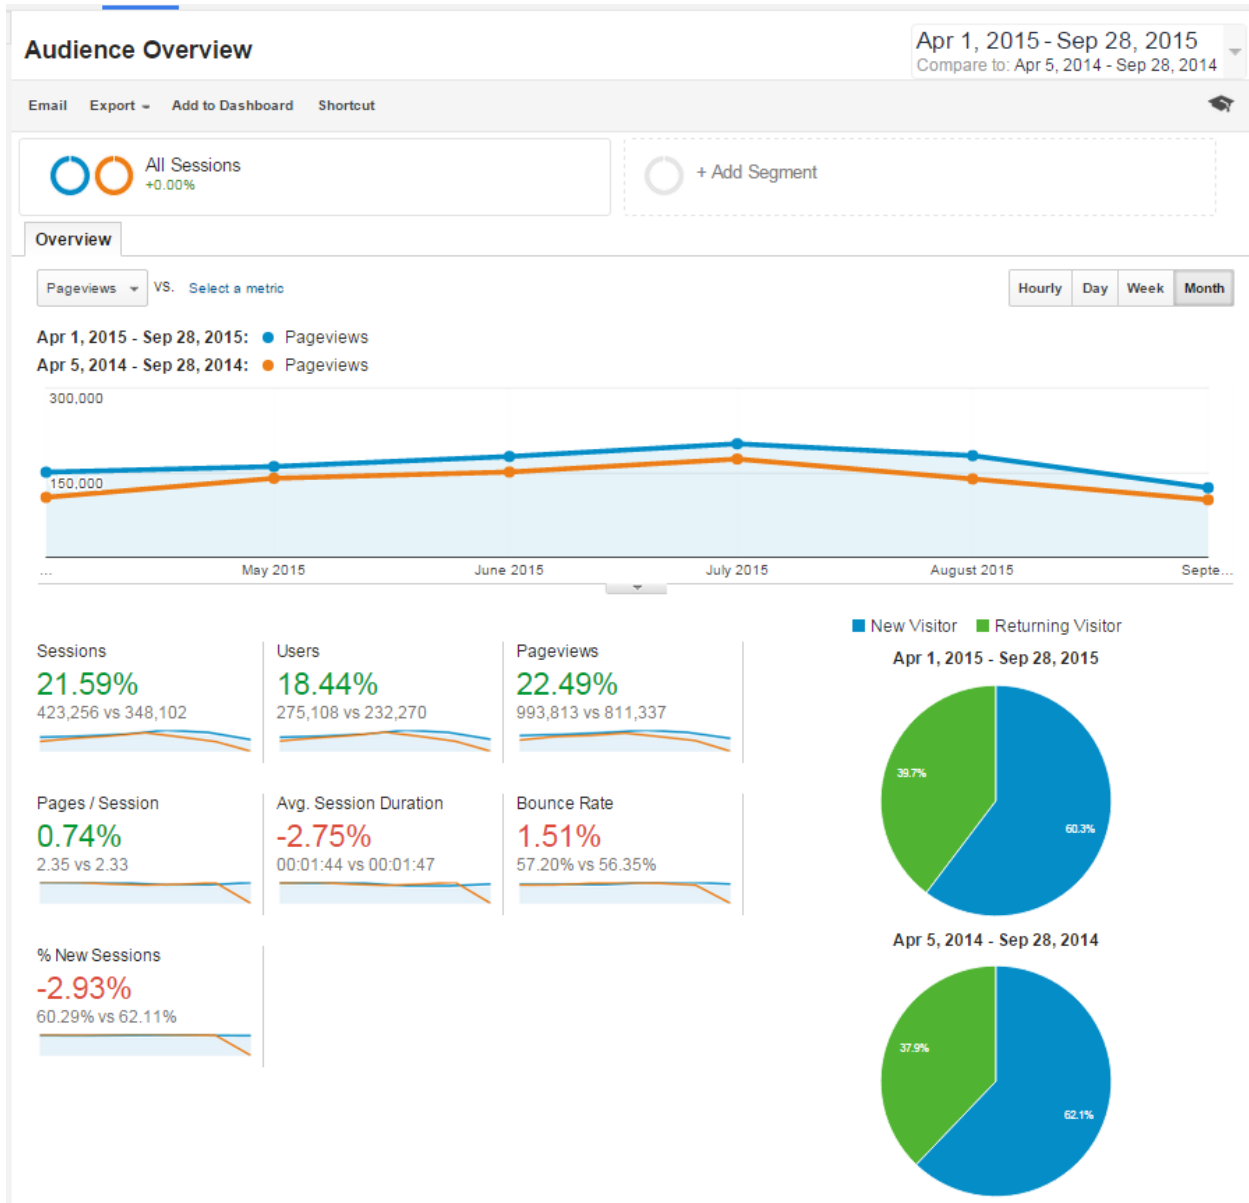 Audience Overview
Apr 1, 2015 - Sep 28, 2015
Compare to: Apr 5, 2014 - Sep 28, 2014
Email Export Add to Dashboard Shortcut
All Sessions
+0.00%
+ Add Segment
Overview
Pageviews VS. Select a metric
Hourly Day Week Month
Apr 1, 2015 - Sep 28, 2015: Pageviews
Apr 5, 2014 - Sep 28, 2014: Pageviews
300,000
150,000
... May 2015 June 2015 July 2015 August 2015 Septe...
Sessions
21.59%
423,256 vs 348,102
Users
18.44%
275,108 vs 232,270
Pageviews
22.49%
993,813 vs 811,337
Pages / Session
0.74%
2.35 vs 2.33
Avg. Session Duration
-2.75%
00:01:44 vs 00:01:47
Bounce Rate
1.51%
57.20% vs 56.35%
% New Sessions
-2.93%
60.29% vs 62.11%
New Visitor Returning Visitor
Apr 1, 2015 - Sep 28, 2015
39.7%
60.3%
Apr 5, 2014 - Sep 28, 2014
37.9%
62.1%